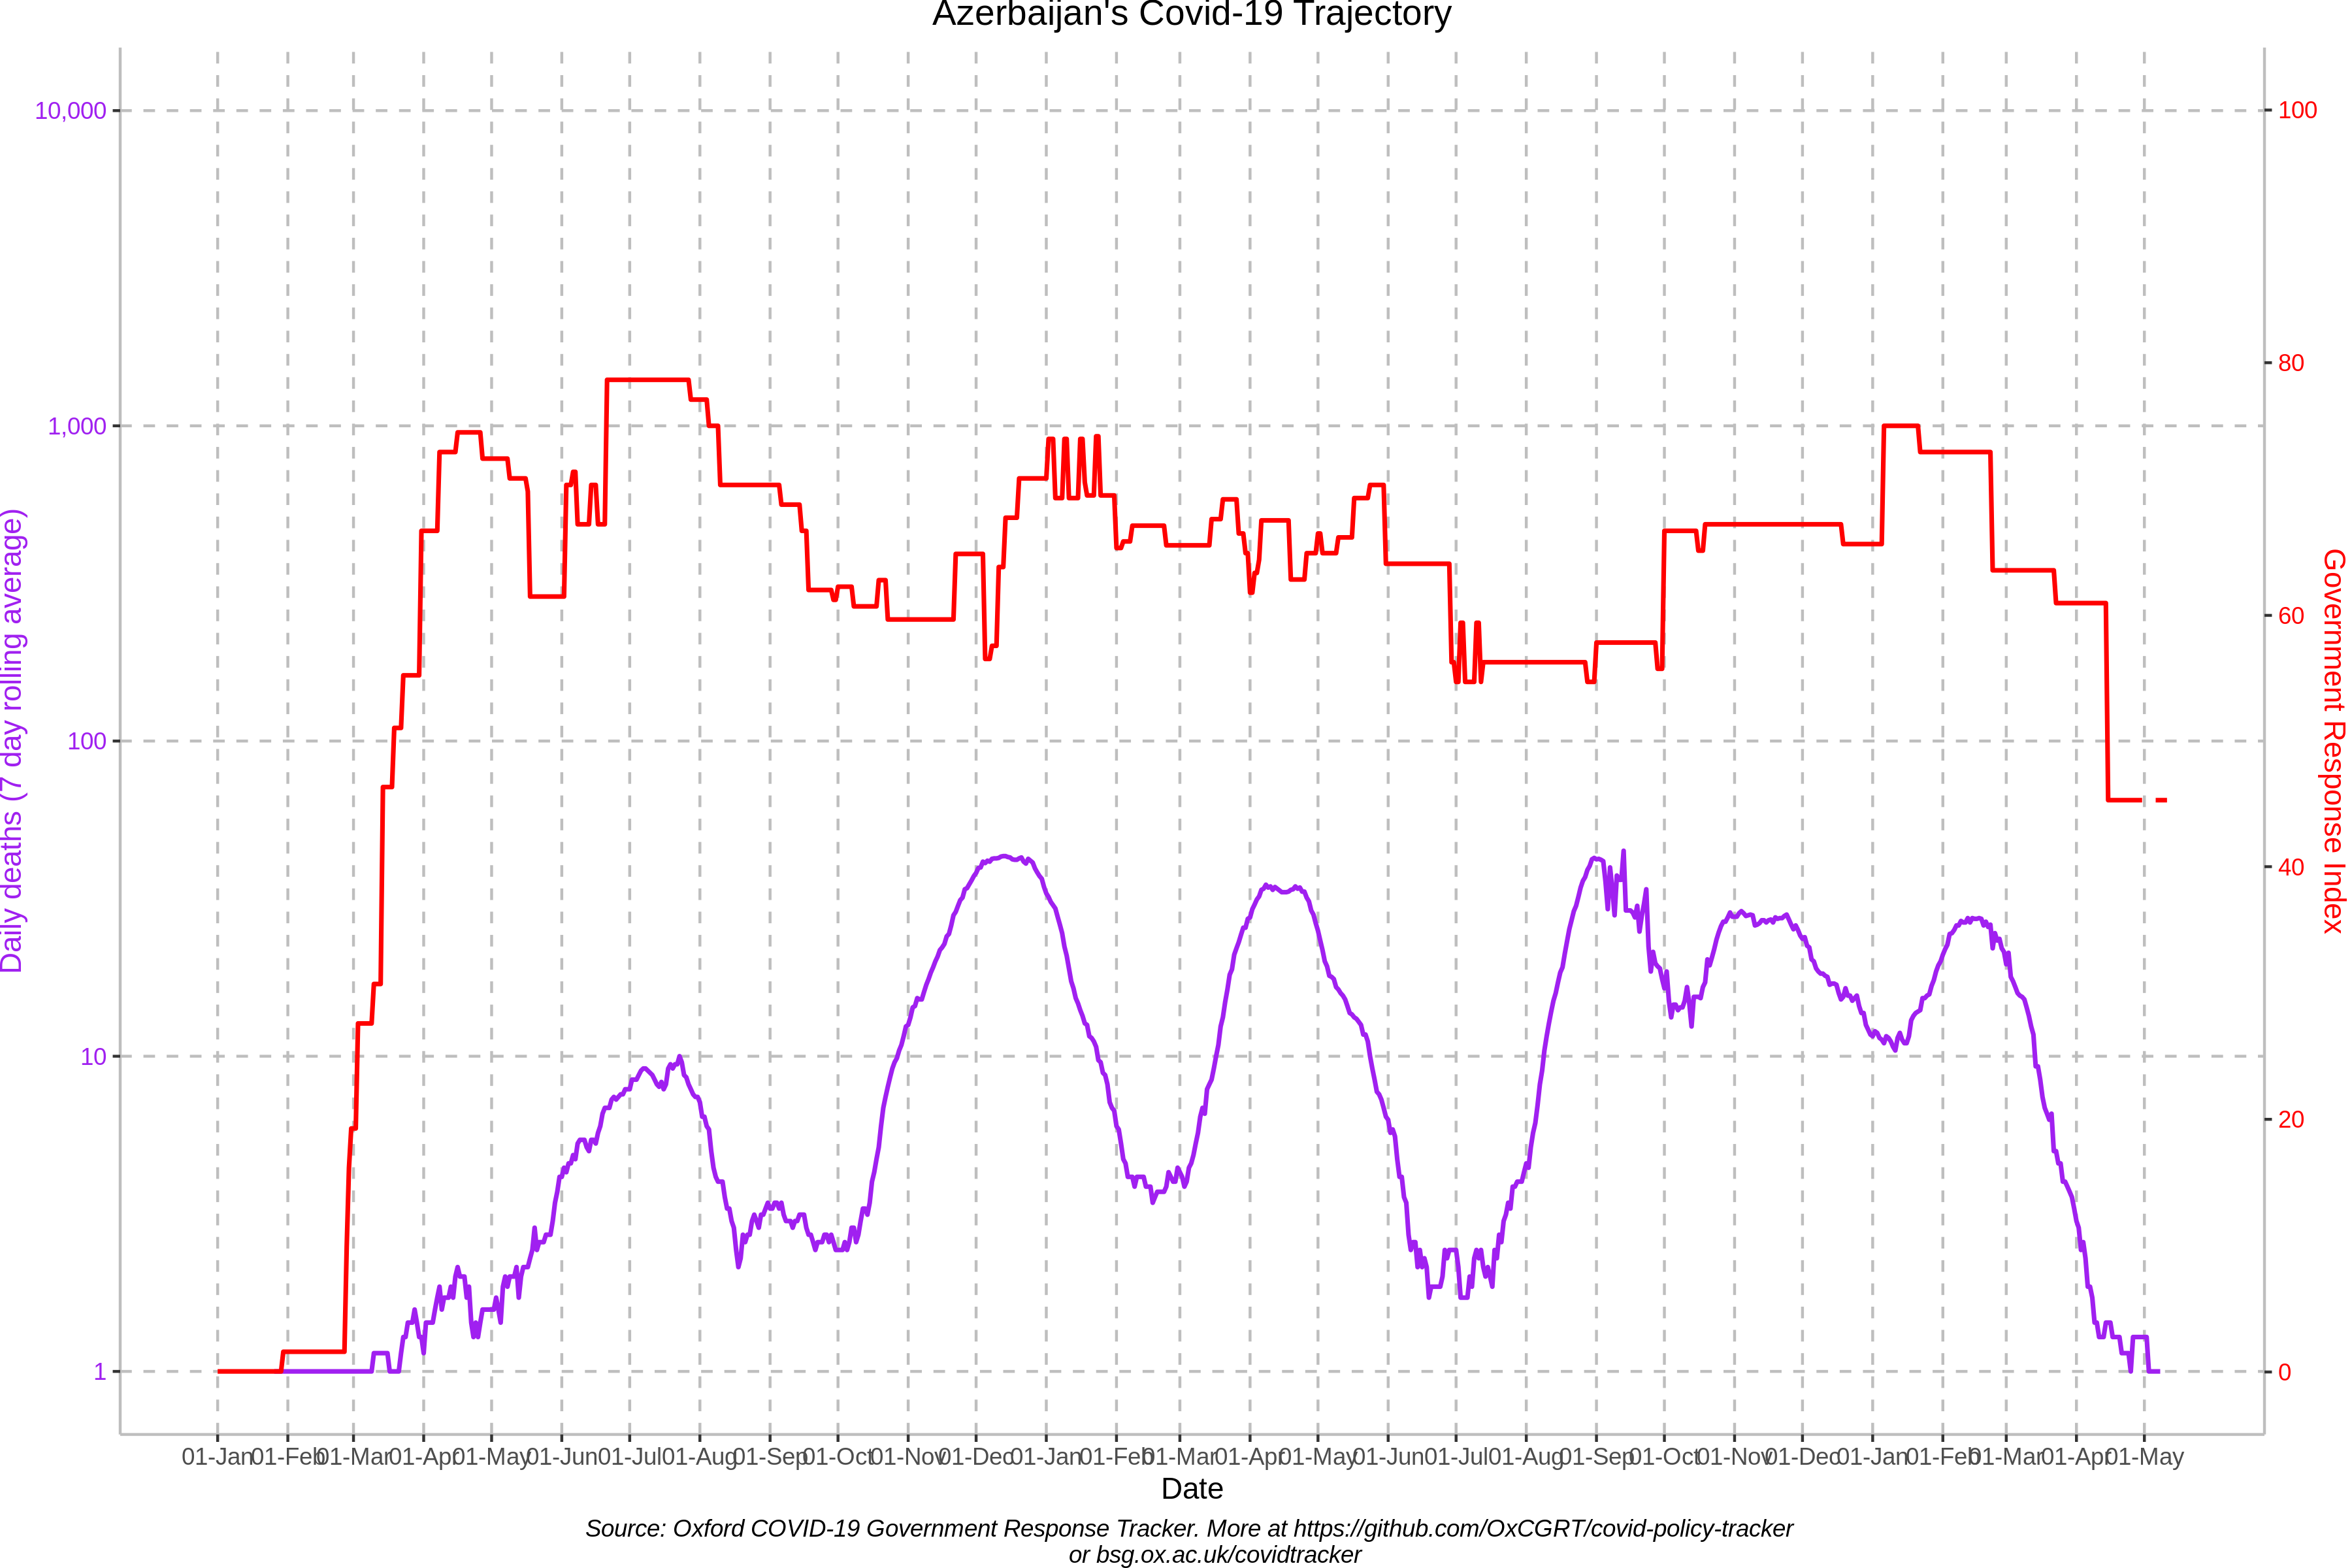 Azerbaijan's Covid-19 Trajectory
10,000
1,000
100
10
1
Daily deaths (7 day rolling average)
100
80
60
40
20
0
Government Response Index
01-Jan 01-Feb 01-Mar 01-Apr 01-May 01-Jun 01-Jul 01-Aug 01-Sep 01-Oct 01-Nov 01-Dec 01-Jan 01-Feb 01-Mar 01-Apr 01-May 01-Jun 01-Jul 01-Aug 01-Sep 01-Oct 01-Nov 01-Dec 01-Jan 01-Feb 01-Mar 01-Apr 01-May
Date
Source: Oxford COVID-19 Government Response Tracker. More at https://github.com/OxCGRT/covid-policy-tracker
or bsg.ox.ac.uk/covidtracker